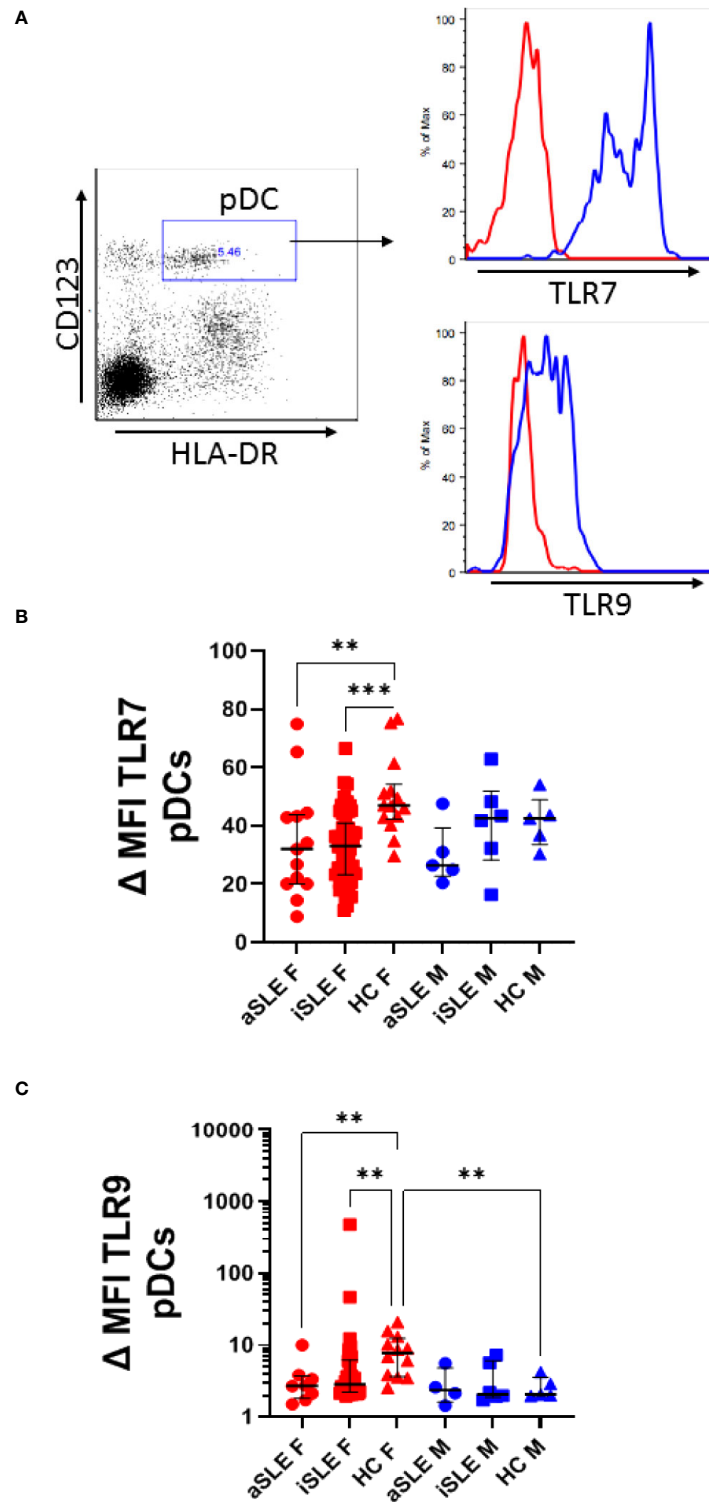 A
pDC
5.46
CD123
HLA-DR
100
80
60
40
20
0
% of Max
TLR7
100
80
60
40
20
0
% of Max
TLR9
B
Δ MFI TLR7
pDCs
100
80
60
40
20
0
**
***
aSLE F
iSLE F
HC F
aSLE M
iSLE M
HC M
C
Δ MFI TLR9
pDCs
10000
1000
100
10
1
**
**
**
aSLE F
iSLE F
HC F
aSLE M
iSLE M
HC M